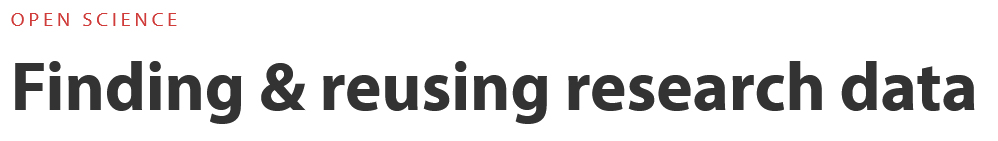 OPEN SCIENCE
Finding & reusing research data